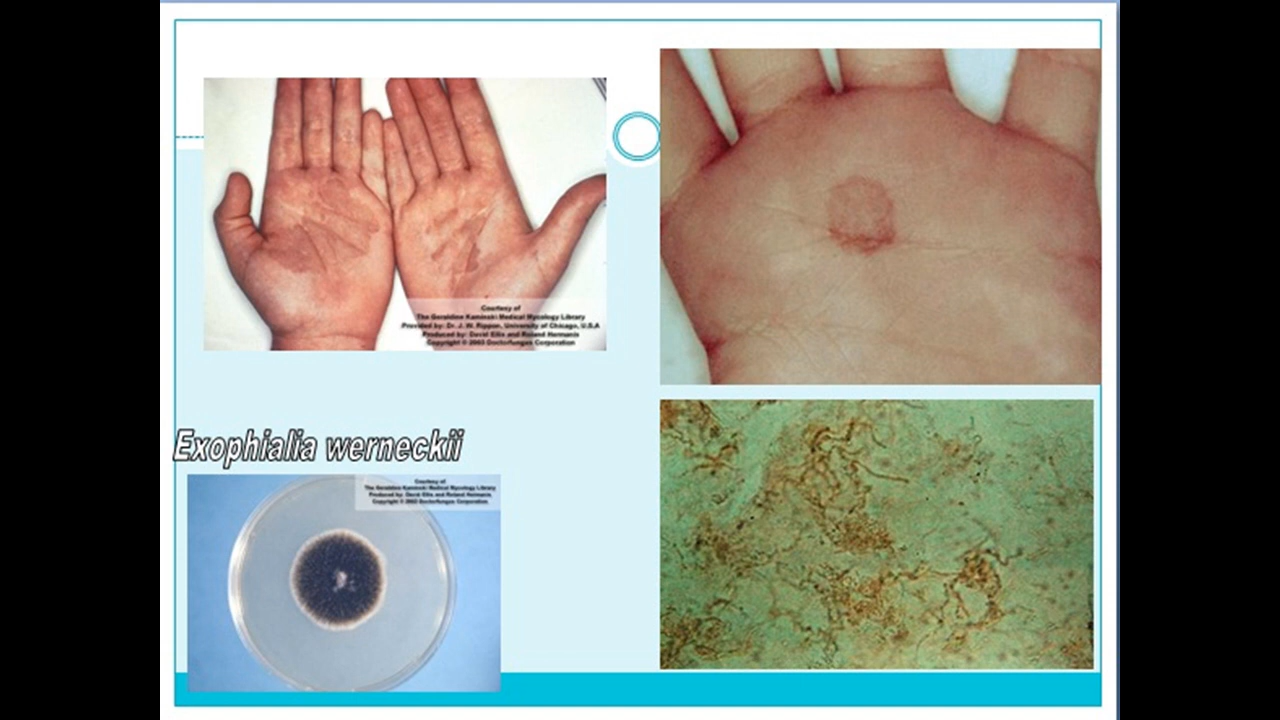 Courtesy of
The Geraldine Kaminski Medical Mycology Library
Provided by: Dr. J. W. Rippon, University of Chicago, U.S.A
Produced by: David Ellis and Roland Hermanis
Copyright © 2003 Doctorfungus Corporation
Exophialia werneckii
Courtesy of
The Geraldine Kaminski Medical Mycology Library
Produced by: David Ellis and Roland Hermanis
Copyright © 2003 Doctorfungus Corporation